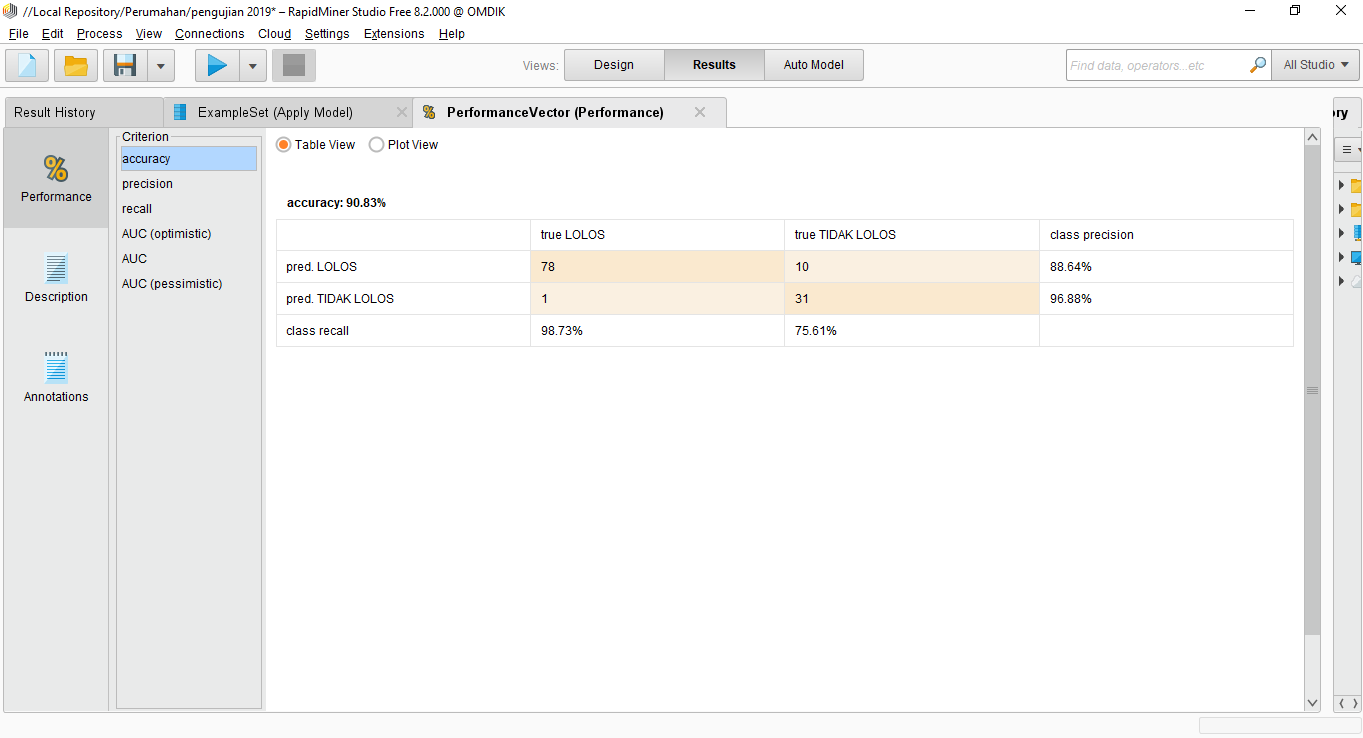 //Local Repository/Perumahan/pengujian 2019* – RapidMiner Studio Free 8.2.000 @ OMDIK
File Edit Process View Connections Cloud Settings Extensions Help
Views: Design Results Auto Model Find data, operators...etc All Studio
Result History ExampleSet (Apply Model) PerformanceVector (Performance) ry
Criterion
accuracy
precision
recall
AUC (optimistic)
AUC
AUC (pessimistic)
Performance
Description
Annotations
Table View Plot View
accuracy: 90.83%
true LOLOS true TIDAK LOLOS class precision
pred. LOLOS 78 10 88.64%
pred. TIDAK LOLOS 1 31 96.88%
class recall 98.73% 75.61%